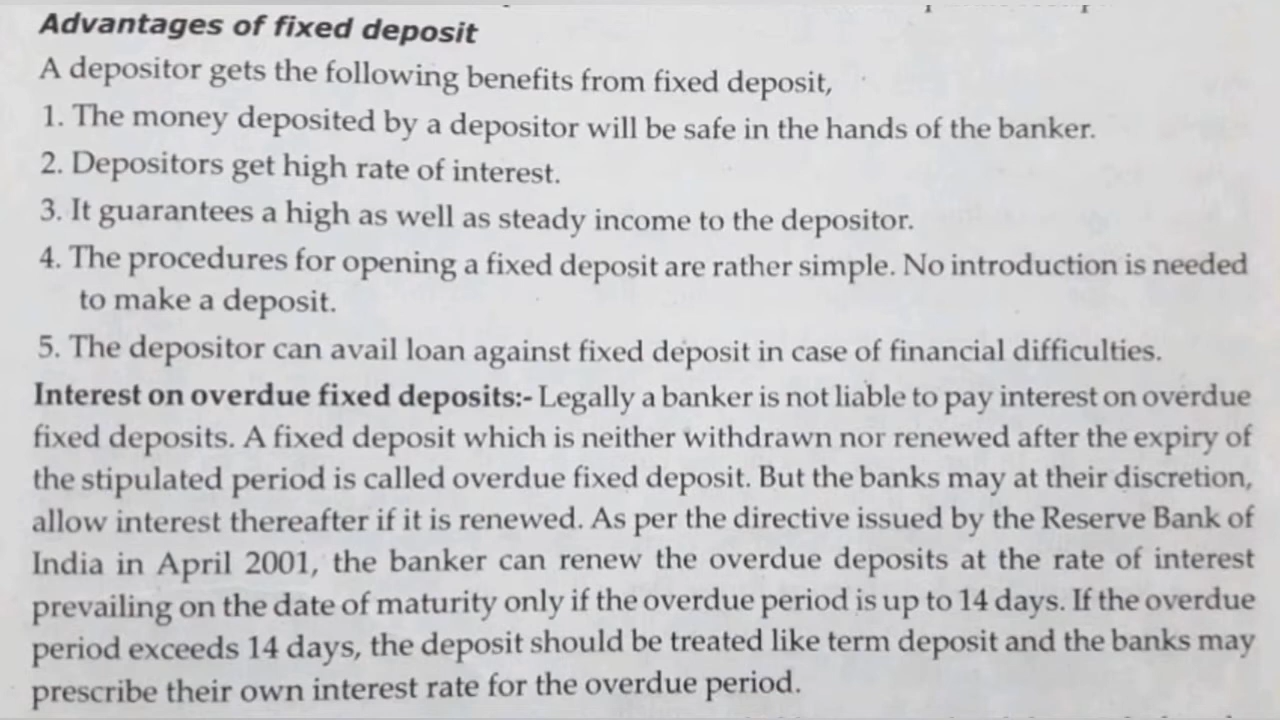 Advantages of fixed deposit
A depositor gets the following benefits from fixed deposit,
1. The money deposited by a depositor will be safe in the hands of the banker.
2. Depositors get high rate of interest.
3. It guarantees a high as well as steady income to the depositor.
4. The procedures for opening a fixed deposit are rather simple. No introduction is needed
to make a deposit.
5. The depositor can avail loan against fixed deposit in case of financial difficulties.
Interest on overdue fixed deposits:- Legally a banker is not liable to pay interest on overdue
fixed deposits. A fixed deposit which is neither withdrawn nor renewed after the expiry of
the stipulated period is called overdue fixed deposit. But the banks may at their discretion,
allow interest thereafter if it is renewed. As per the directive issued by the Reserve Bank of
India in April 2001, the banker can renew the overdue deposits at the rate of interest
prevailing on the date of maturity only if the overdue period is up to 14 days. If the overdue
period exceeds 14 days, the deposit should be treated like term deposit and the banks may
prescribe their own interest rate for the overdue period.